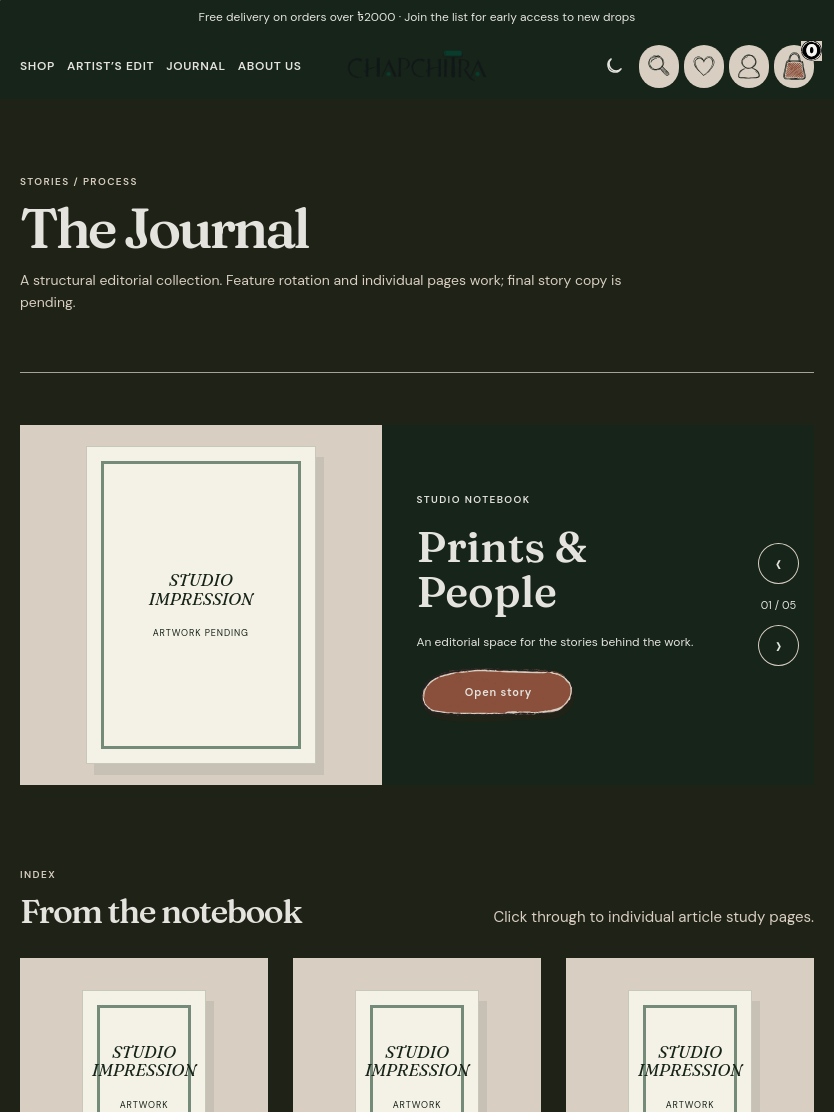 Free delivery on orders over ৳2000 · Join the list for early access to new drops
SHOP ARTIST'S EDIT JOURNAL ABOUT US
CHAPCHITRA
0
STORIES / PROCESS
The Journal
A structural editorial collection. Feature rotation and individual pages work; final story copy is
pending.
STUDIO
IMPRESSION
ARTWORK PENDING
STUDIO NOTEBOOK
Prints &
People
An editorial space for the stories behind the work.
Open story
‹
01 / 05
›
INDEX
From the notebook
Click through to individual article study pages.
STUDIO
IMPRESSION
ARTWORK
STUDIO
IMPRESSION
ARTWORK
STUDIO
IMPRESSION
ARTWORK